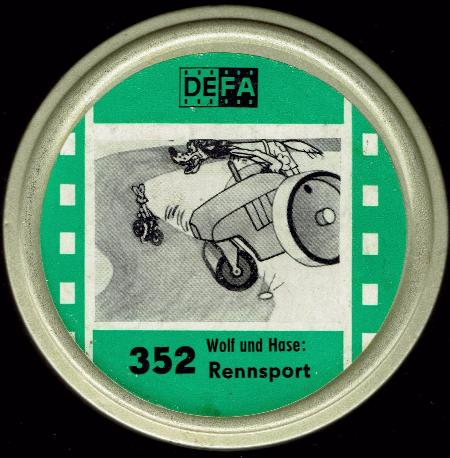 DEFA
352 Wolf und Hase:
Rennsport